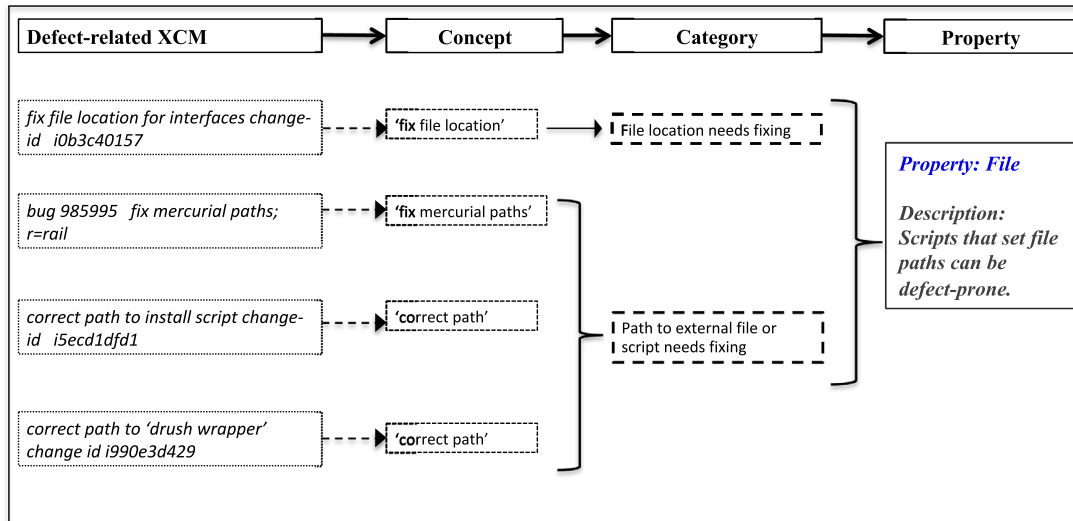 Defect-related XCM
Concept
Category
Property
fix file location for interfaces change-
id i0b3c40157
‘fix file location’
File location needs fixing
bug 985995 fix mercurial paths;
r=rail
‘fix mercurial paths’
correct path to install script change-
id i5ecd1dfd1
‘correct path’
Path to external file or
script needs fixing
correct path to ‘drush wrapper’
change id i990e3d429
‘correct path’
Property: File
Description:
Scripts that set file
paths can be
defect-prone.